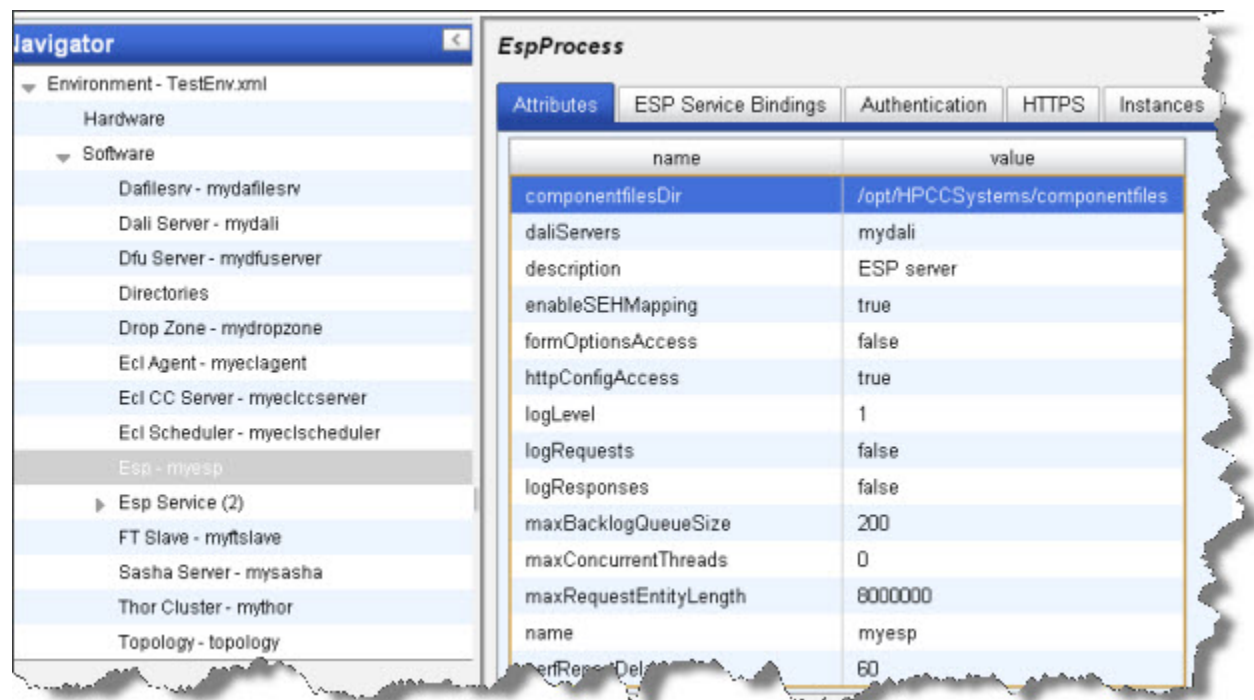 Navigator
Environment - TestEnv.xml
Hardware
Software
Dafilesrv - mydafilesrv
Dali Server - mydali
Dfu Server - mydfuserver
Directories
Drop Zone - mydropzone
Ecl Agent - myeclagent
Ecl CC Server - myeclccserver
Ecl Scheduler - myeclscheduler
Esp - myesp
Esp Service (2)
FT Slave - myftslave
Sasha Server - mysasha
Thor Cluster - mythor
Topology - topology
EspProcess
Attributes ESP Service Bindings Authentication HTTPS Instances
name value
componentfilesDir /opt/HPCCSystems/componentfiles
daliServers mydali
description ESP server
enableSEHMapping true
formOptionsAccess false
httpConfigAccess true
logLevel 1
logRequests false
logResponses false
maxBacklogQueueSize 200
maxConcurrentThreads 0
maxRequestEntityLength 8000000
name myesp
60